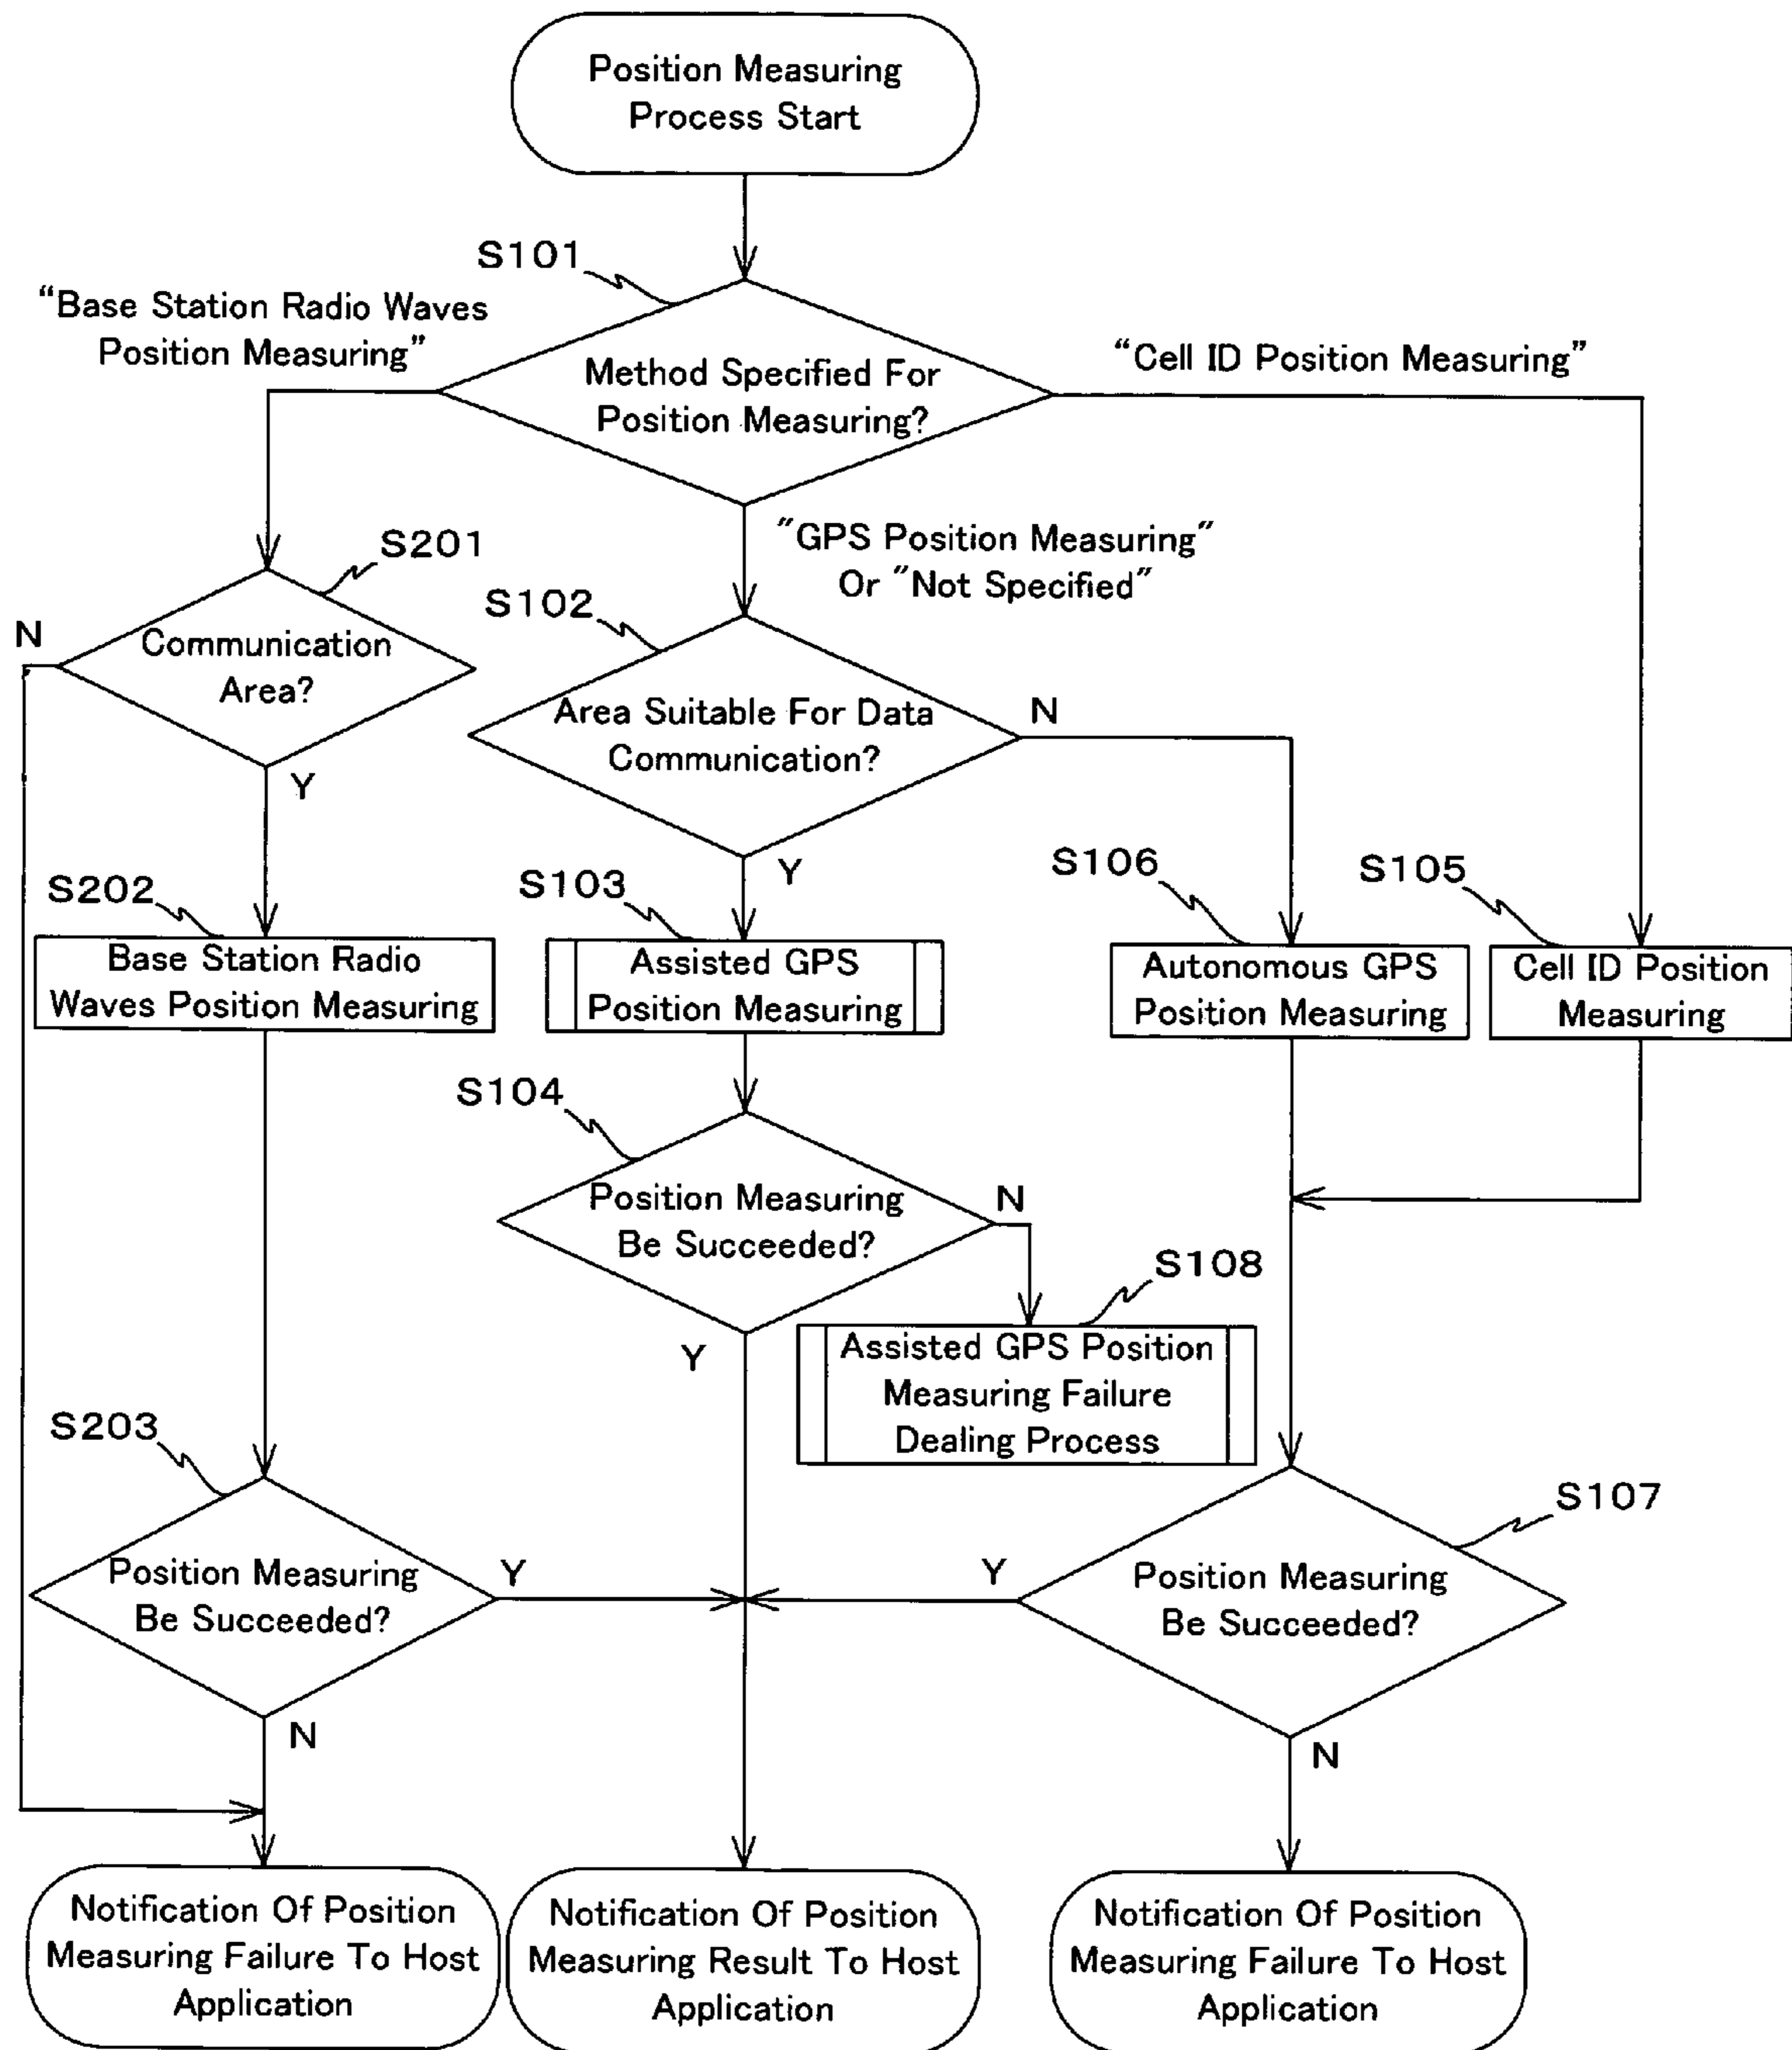 Position Measuring
Process Start
S101
“Base Station Radio Waves
Position Measuring”
“Cell ID Position Measuring”
Method Specified For
Position Measuring?
"GPS Position Measuring"
Or "Not Specified"
S201
S102
N
Communication
Area?
Y
Area Suitable For Data
Communication?
N
Y
S202
S103
S106
S105
Base Station Radio
Waves Position Measuring
Assisted GPS
Position Measuring
Autonomous GPS
Position Measuring
Cell ID Position
Measuring
S104
Position Measuring
Be Succeeded?
N
Y
S108
Assisted GPS Position
Measuring Failure
Dealing Process
S203
Position Measuring
Be Succeeded?
Y
N
S107
Y
Position Measuring
Be Succeeded?
N
Notification Of Position
Measuring Failure To Host
Application
Notification Of Position
Measuring Result To Host
Application
Notification Of Position
Measuring Failure To Host
Application